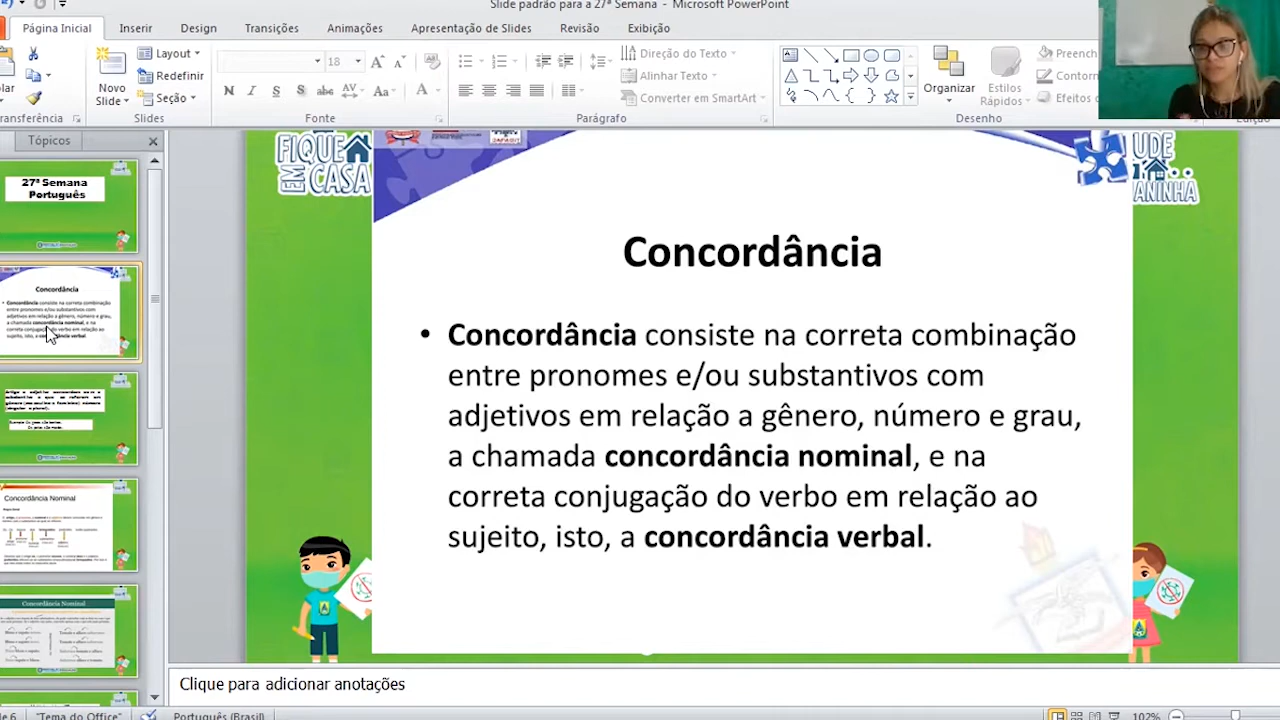 Slide padrão para a 27ª Semana - Microsoft PowerPoint
Página Inicial
Inserir
Design
Transições
Animações
Apresentação de Slides
Revisão
Exibição
Novo
Slide
Layout
Redefinir
Seção
18
Direção do Texto
Alinhar Texto
Converter em SmartArt
Organizar
Estilos
Rápidos
Preench
Contorn
Efeitos
Slides
Fonte
Parágrafo
Desenho
Tópicos
27ª Semana
Português
Concordância
Concordância Nominal
Concordância Nominal
FIQUE
EM CASA
Concordância
• Concordância consiste na correta combinação
entre pronomes e/ou substantivos com
adjetivos em relação a gênero, número e grau,
a chamada concordância nominal, e na
correta conjugação do verbo em relação ao
sujeito, isto, a concordância verbal.
Clique para adicionar anotações
"Tema do Office"
Português (Brasil)
102%